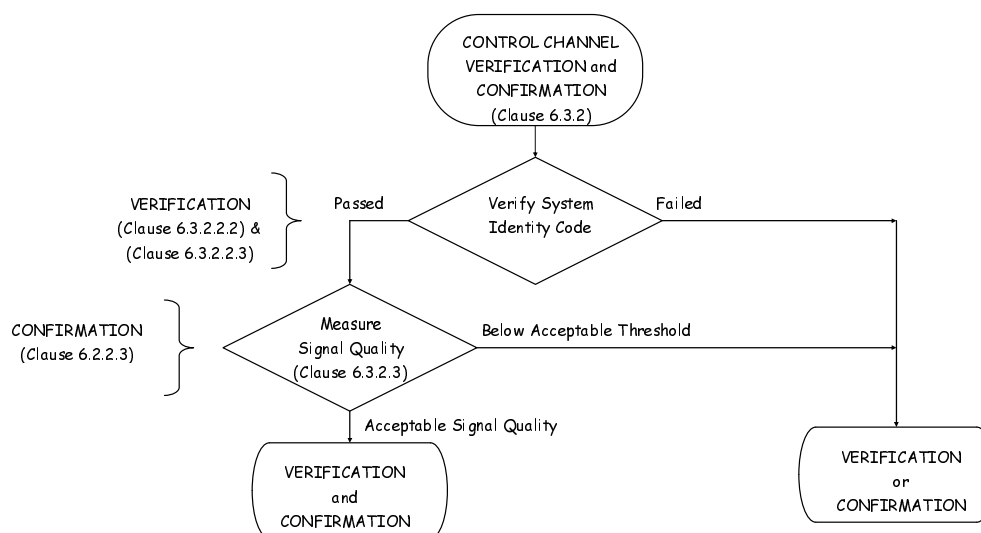 CONTROL CHANNEL
VERIFICATION and
CONFIRMATION
(Clause 6.3.2)
VERIFICATION
(Clause 6.3.2.2.2) &
(Clause 6.3.2.2.3)
Passed
Verify System
Identity Code
Failed
CONFIRMATION
(Clause 6.2.2.3)
Measure
Signal Quality
(Clause 6.3.2.3)
Below Acceptable Threshold
Acceptable Signal Quality
VERIFICATION
and
CONFIRMATION
VERIFICATION
or
CONFIRMATION